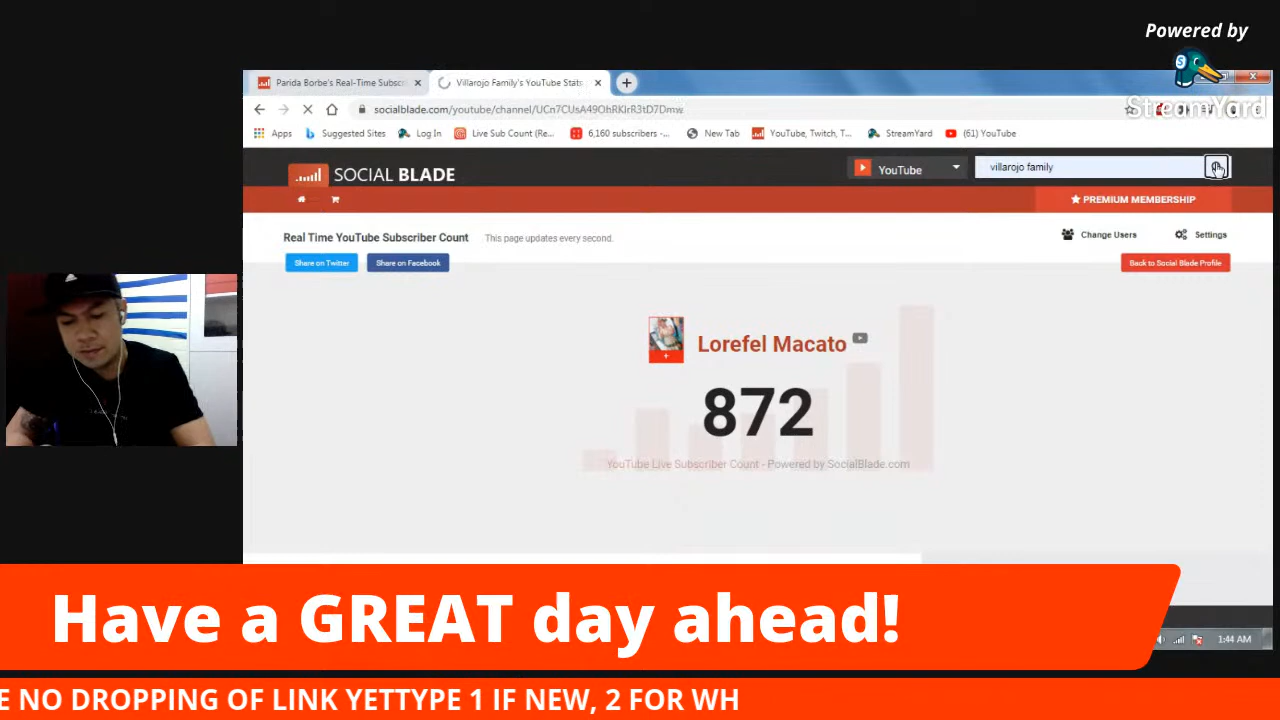 Powered by
StreamYard
Parida Borbe's Real-Time Subscri
Villarojo Family's YouTube Stats
socialblade.com/youtube/channel/UCn7CUsA49OhRKlrR3tD7Dmw
Apps
Suggested Sites
Log In
Live Sub Count (Re...
6,160 subscribers -...
New Tab
YouTube, Twitch, T...
StreamYard
(61) YouTube
SOCIAL BLADE
YouTube
villarojo family
PREMIUM MEMBERSHIP
Real Time YouTube Subscriber Count
This page updates every second.
Change Users
Settings
Share on Twitter
Share on Facebook
Back to Social Blade Profile
Lorefel Macato
872
YouTube Live Subscriber Count - Powered by SocialBlade.com
Have a GREAT day ahead!
1:44 AM
E NO DROPPING OF LINK YETTYPE 1 IF NEW, 2 FOR WH